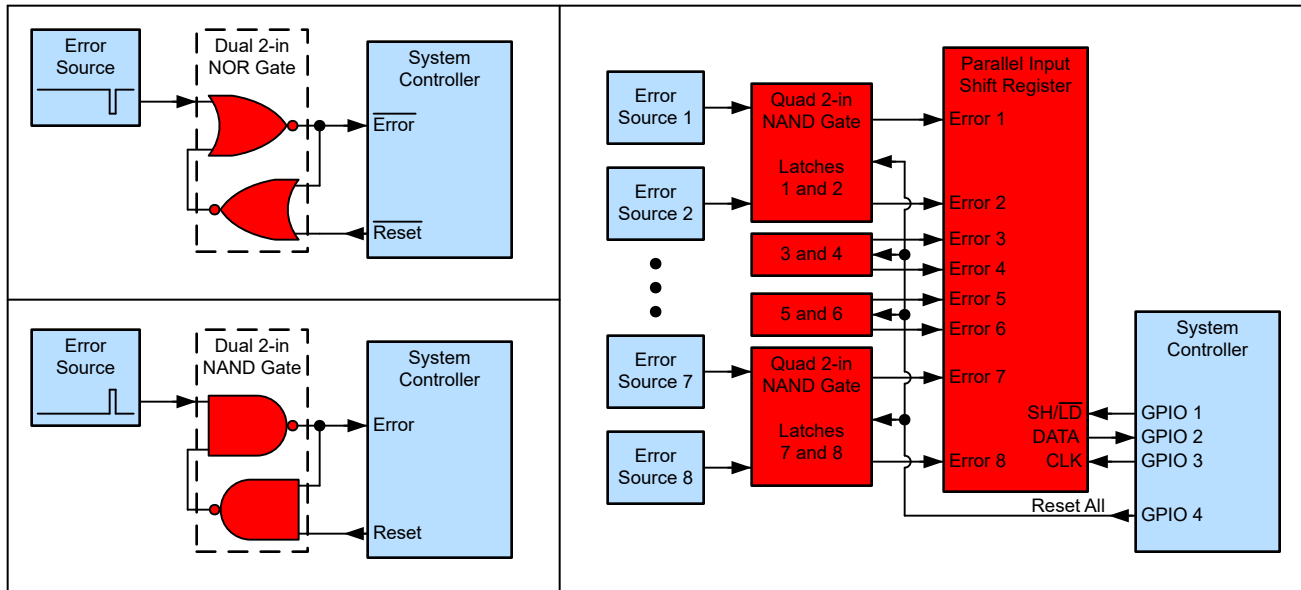 Error
Source
Dual 2-in
NOR Gate
System
Controller
Error
Reset
Error
Source
Dual 2-in
NAND Gate
System
Controller
Error
Reset
Error
Source 1
Error
Source 2
Error
Source 7
Error
Source 8
Quad 2-in
NAND Gate
Latches
1 and 2
3 and 4
5 and 6
Quad 2-in
NAND Gate
Latches
7 and 8
Parallel Input
Shift Register
Error 1
Error 2
Error 3
Error 4
Error 5
Error 6
Error 7
Error 8
SH/LD
DATA
CLK
System
Controller
GPIO 1
GPIO 2
GPIO 3
GPIO 4
Reset All